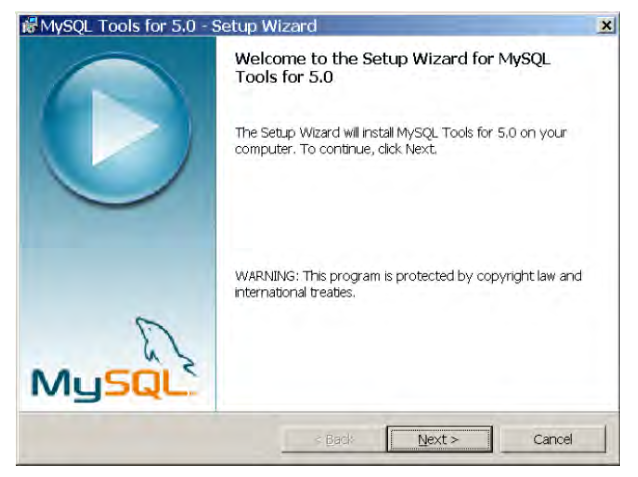 MySQL Tools for 5.0 - Setup Wizard
Welcome to the Setup Wizard for MySQL
Tools for 5.0
The Setup Wizard will install MySQL Tools for 5.0 on your
computer. To continue, click Next.
WARNING: This program is protected by copyright law and
international treaties.
MySQL
< Back
Next >
Cancel